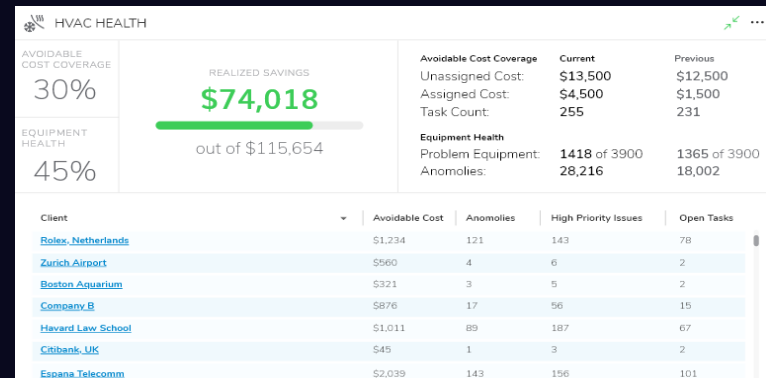 HVAC HEALTH
AVOIDABLE
COST COVERAGE
30%
EQUIPMENT
HEALTH
45%
REALIZED SAVINGS
$74,018
out of $115,654
Avoidable Cost Coverage Current Previous
Unassigned Cost: $13,500 $12,500
Assigned Cost: $4,500 $1,500
Task Count: 255 231
Equipment Health
Problem Equipment: 1418 of 3900 1365 of 3900
Anomolies: 28,216 18,002
Client Avoidable Cost Anomolies High Priority Issues Open Tasks
Rolex, Netherlands $1,234 121 143 78
Zurich Airport $560 4 6 2
Boston Aquarium $321 3 5 2
Company B $876 17 56 15
Havard Law School $1,011 89 187 67
Citibank, UK $45 1 3 2
Espana Telecomm $2,039 143 156 101